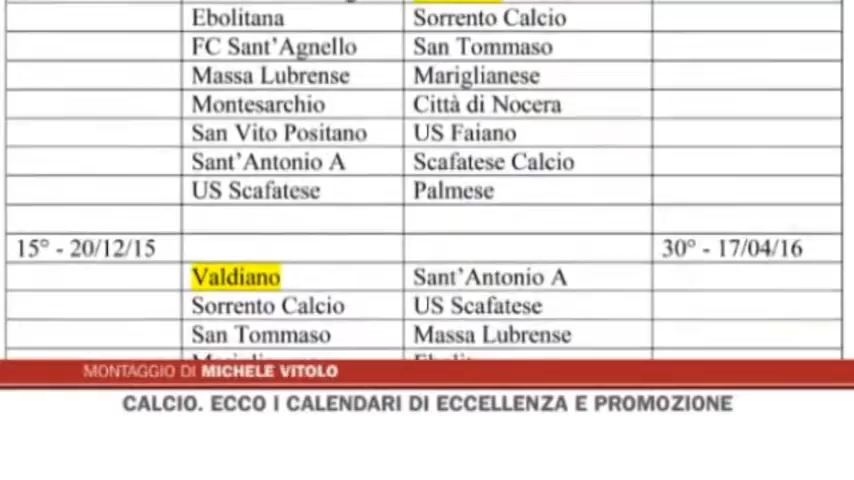 Ebolitana Sorrento Calcio
FC Sant'Agnello San Tommaso
Massa Lubrense Mariglianese
Montesarchio Città di Nocera
San Vito Positano US Faiano
Sant'Antonio A Scafatese Calcio
US Scafatese Palmese
15° - 20/12/15 30° - 17/04/16
Valdiano Sant'Antonio A
Sorrento Calcio US Scafatese
San Tommaso Massa Lubrense
MONTAGGIO DI MICHELE VITOLO
CALCIO. ECCO I CALENDARI DI ECCELLENZA E PROMOZIONE